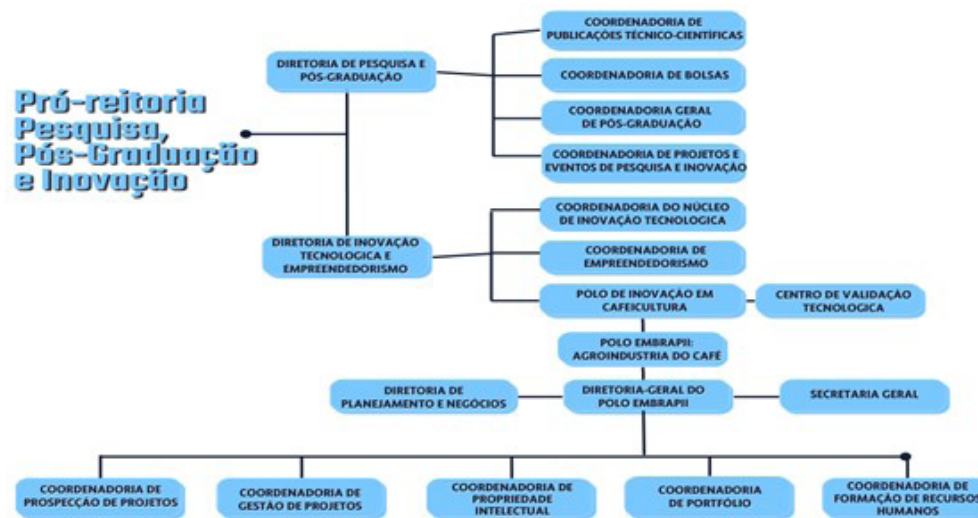 Pró-reitoria
Pesquisa,
Pós-Graduação
e Inovação
DIRETORIA DE PESQUISA E
PÓS-GRADUAÇÃO
COORDENADORIA DE
PUBLICAÇÕES TÉCNICO-CIENTÍFICAS
COORDENADORIA DE BOLSAS
COORDENADORIA GERAL
DE PÓS-GRADUAÇÃO
COORDENADORIA DE PROJETOS E
EVENTOS DE PESQUISA E INOVAÇÃO
DIRETORIA DE INOVAÇÃO
TECNOLOGICA E
EMPREENDEDORISMO
COORDENADORIA DO NÚCLEO
DE INOVAÇÃO TECNOLOGICA
COORDENADORIA DE
EMPREENDEDORISMO
POLO DE INOVAÇÃO EM
CAFEICULTURA
CENTRO DE VALIDAÇÃO
TECNOLOGICA
POLO EMBRAPII:
AGROINDUSTRIA DO CAFÉ
DIRETORIA DE
PLANEJAMENTO E NEGÓCIOS
DIRETORIA-GERAL DO
POLO EMBRAPII
SECRETARIA GERAL
COORDENADORIA DE
PROSPECÇÃO DE PROJETOS
COORDENADORIA DE
GESTÃO DE PROJETOS
COORDENADORIA DE
PROPRIEDADE
INTELECTUAL
COORDENADORIA
DE PORTFÓLIO
COORDENADORIA DE
FORMAÇÃO DE RECURSOS
HUMANOS